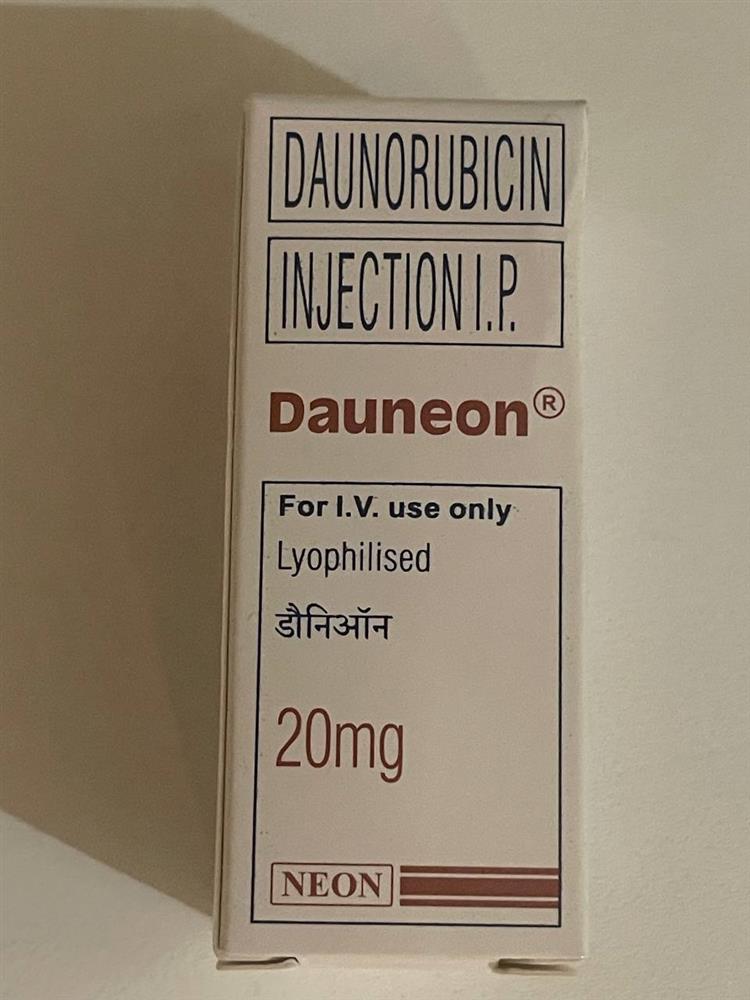 DAUNORUBICIN
INJECTION I.P.
Dauneon®
For I.V. use only
Lyophilised
डौनिऑन
20mg
NEON